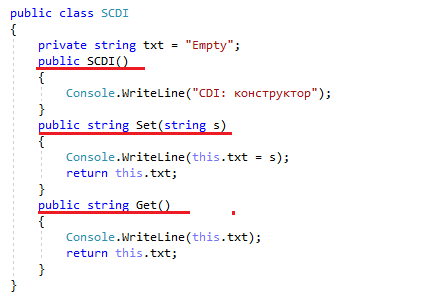 public class SCDI
{
    private string txt = "Empty";
    public SCDI()
    {
        Console.WriteLine("CDI: конструктор");
    }
    public string Set(string s)
    {
        Console.WriteLine(this.txt = s);
        return this.txt;
    }
    public string Get()
    {
        Console.WriteLine(this.txt);
        return this.txt;
    }
}